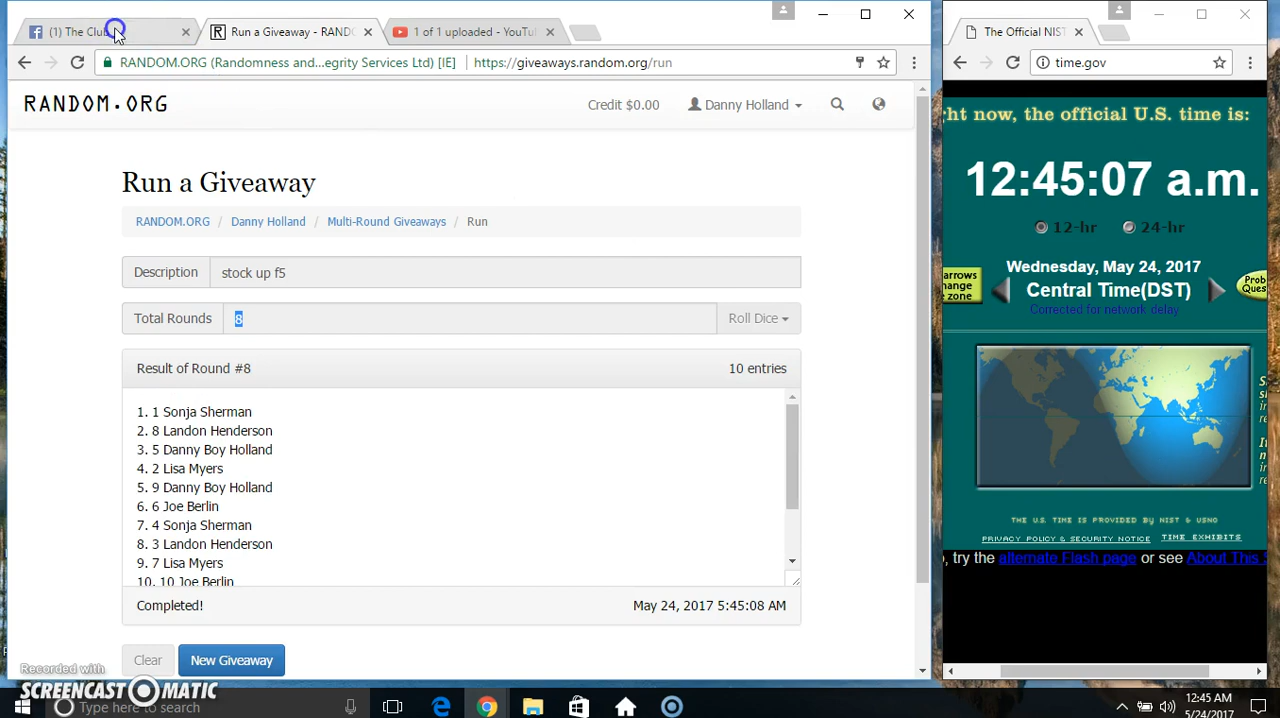 (1) The Clu
Run a Giveaway - RANDO
1 of 1 uploaded - YouTu
The Official NIST
RANDOM.ORG (Randomness and...egrity Services Ltd) [IE]
https://giveaways.random.org/run
time.gov
RANDOM.ORG
Credit $0.00
Danny Holland
Run a Giveaway
RANDOM.ORG / Danny Holland / Multi-Round Giveaways / Run
Description stock up f5
Total Rounds 8 Roll Dice
Result of Round #8 10 entries
1. 1 Sonja Sherman
2. 8 Landon Henderson
3. 5 Danny Boy Holland
4. 2 Lisa Myers
5. 9 Danny Boy Holland
6. 6 Joe Berlin
7. 4 Sonja Sherman
8. 3 Landon Henderson
9. 7 Lisa Myers
10. 10 Joe Berlin
Completed! May 24, 2017 5:45:08 AM
Clear New Giveaway
ht now, the official U.S. time is:
12:45:07 a.m.
12-hr 24-hr
Wednesday, May 24, 2017
arrows
hange
e zone
Central Time(DST)
Prob
Ques
Corrected for network delay
THE U.S. TIME IS PROVIDED BY NIST & USNO
PRIVACY POLICY & SECURITY NOTICE TIME EXHIBITS
o, try the alternate Flash page or see About This S
Recorded with
SCREENCAST-O-MATIC
Type here to search
12:45 AM
5/24/2017